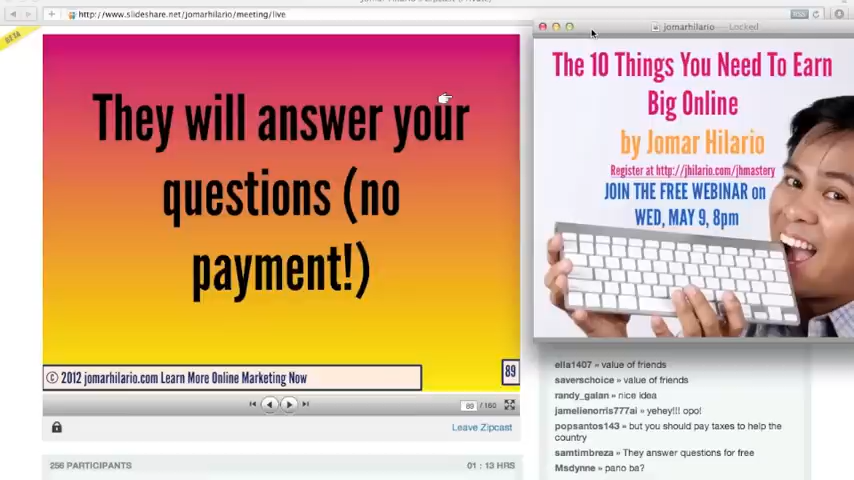 http://www.slideshare.net/jomarhilario/meeting/live
RSS
BETA
They will answer your
questions (no
payment!)
© 2012 jomarhilario.com Learn More Online Marketing Now
89
89 / 160
Leave Zipcast
256 PARTICIPANTS
01 : 13 HRS
jomarhilario — Locked
The 10 Things You Need To Earn
Big Online
by Jomar Hilario
Register at http://jhilario.com/jhmastery
JOIN THE FREE WEBINAR on
WED, MAY 9, 8pm
ella1407 » value of friends
saverschoice » value of friends
randy_galan » nice idea
jamelienorris777ai » yehey!!! opo!
popsantos143 » but you should pay taxes to help the
country
samtimbreza » They answer questions for free
Msdynne » pano ba?